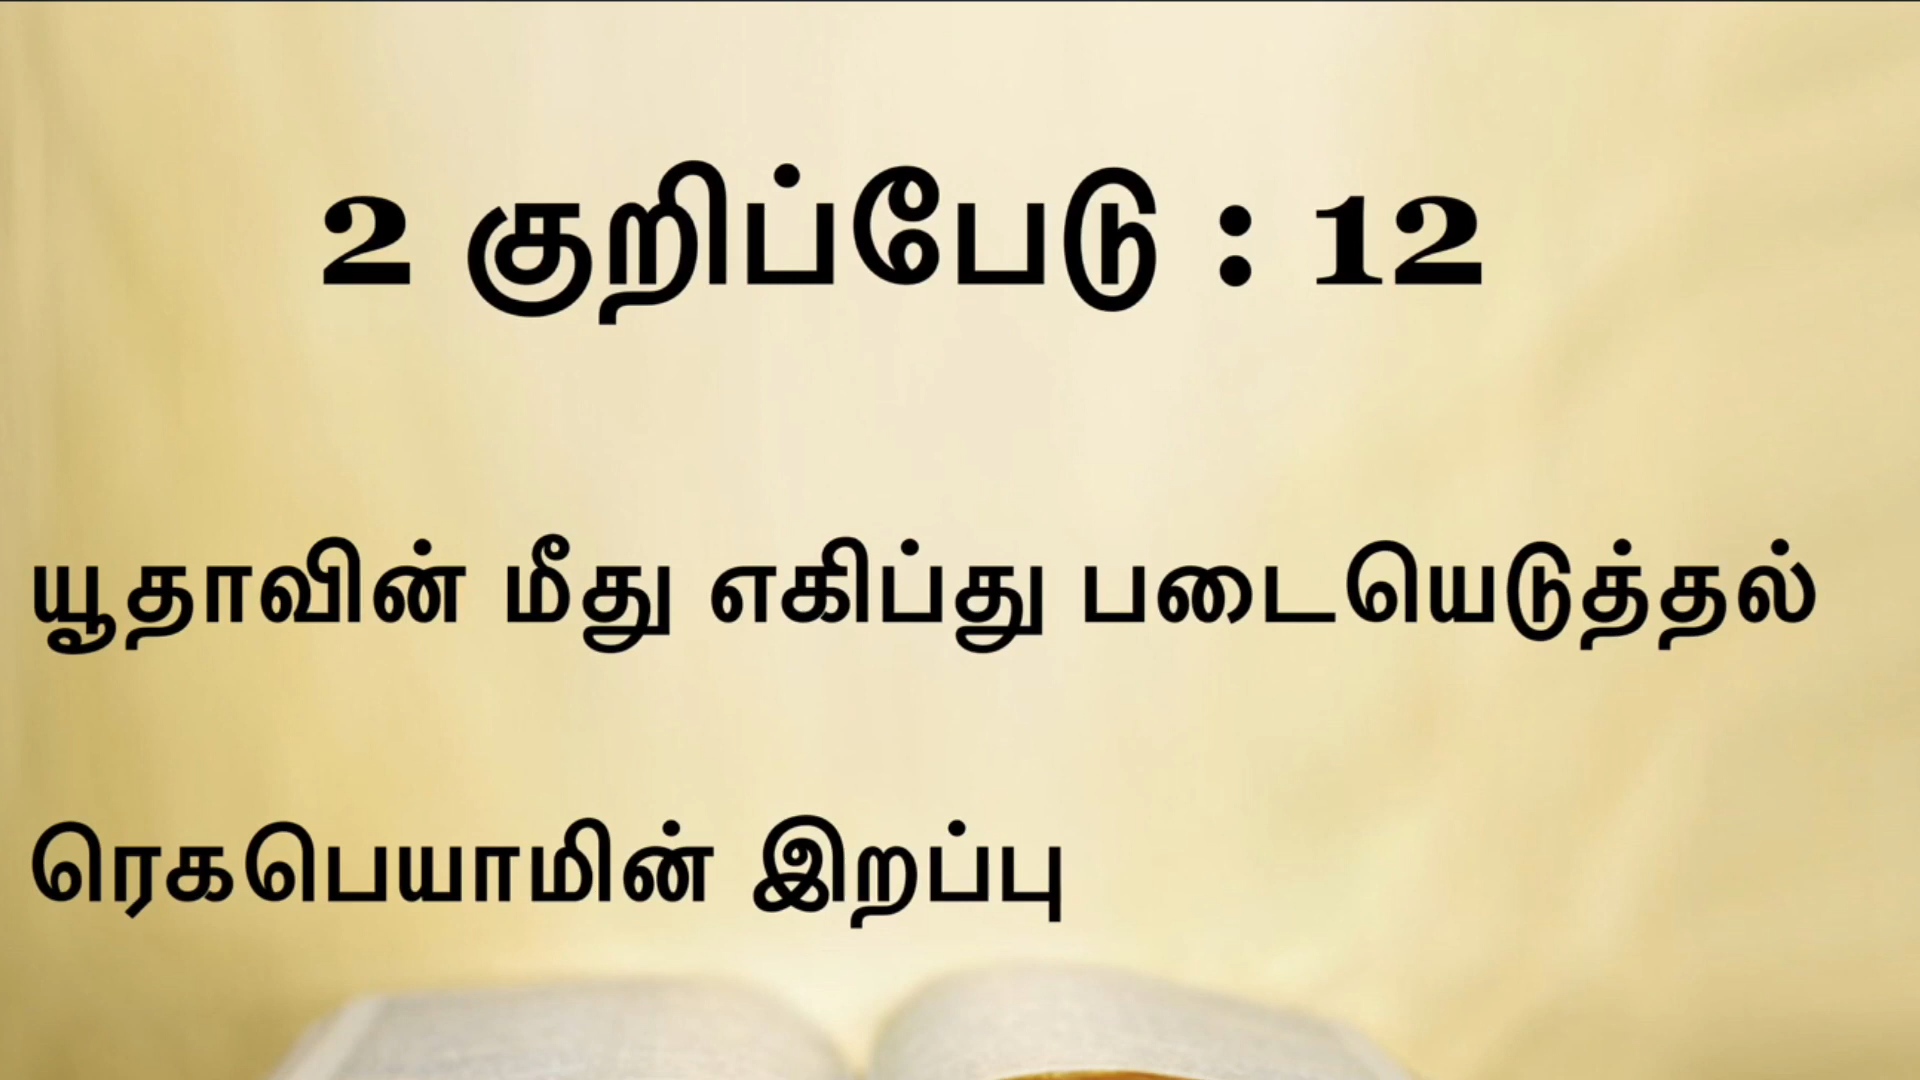 2 குறிப்பேடு : 12
யூதாவின் மீது எகிப்து படையெடுத்தல்
ரெகபெயாமின் இறப்பு